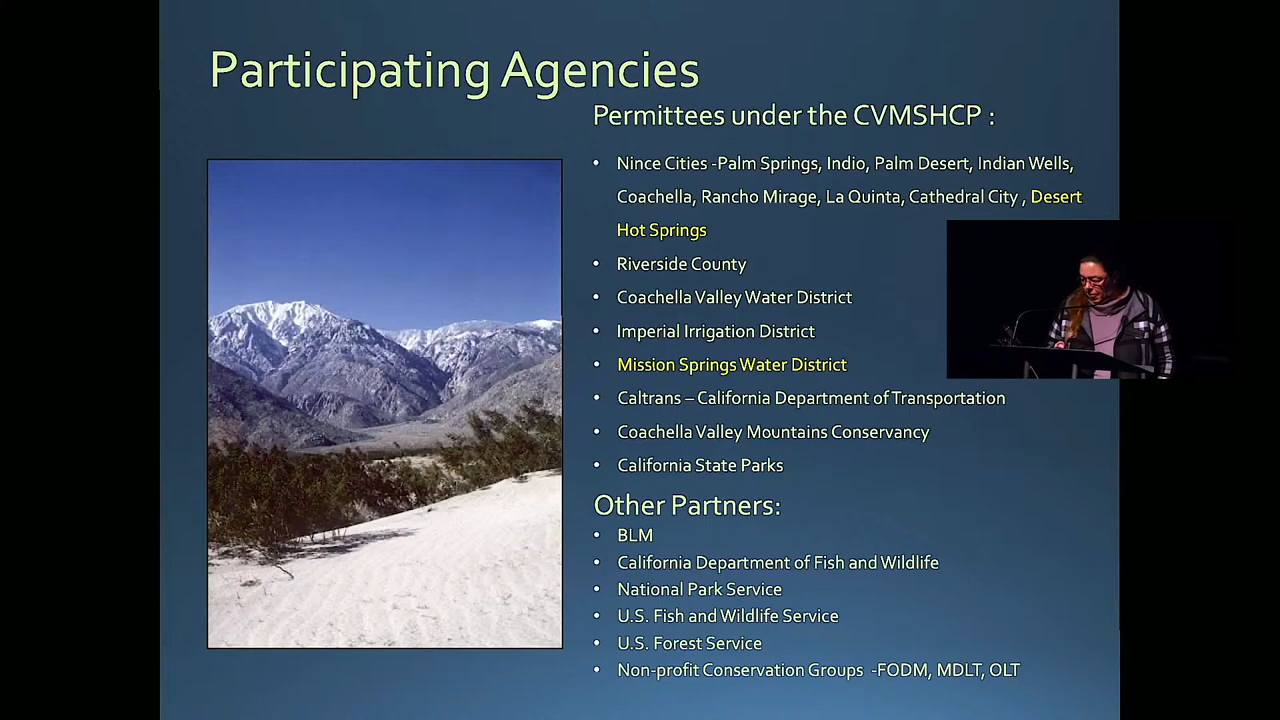 Participating Agencies
Permittees under the CVMSHCP :
• Nince Cities -Palm Springs, Indio, Palm Desert, Indian Wells,
Coachella, Rancho Mirage, La Quinta, Cathedral City , Desert
Hot Springs
• Riverside County
• Coachella Valley Water District
• Imperial Irrigation District
• Mission Springs Water District
• Caltrans – California Department of Transportation
• Coachella Valley Mountains Conservancy
• California State Parks
Other Partners:
• BLM
• California Department of Fish and Wildlife
• National Park Service
• U.S. Fish and Wildlife Service
• U.S. Forest Service
• Non-profit Conservation Groups -FODM, MDLT, OLT